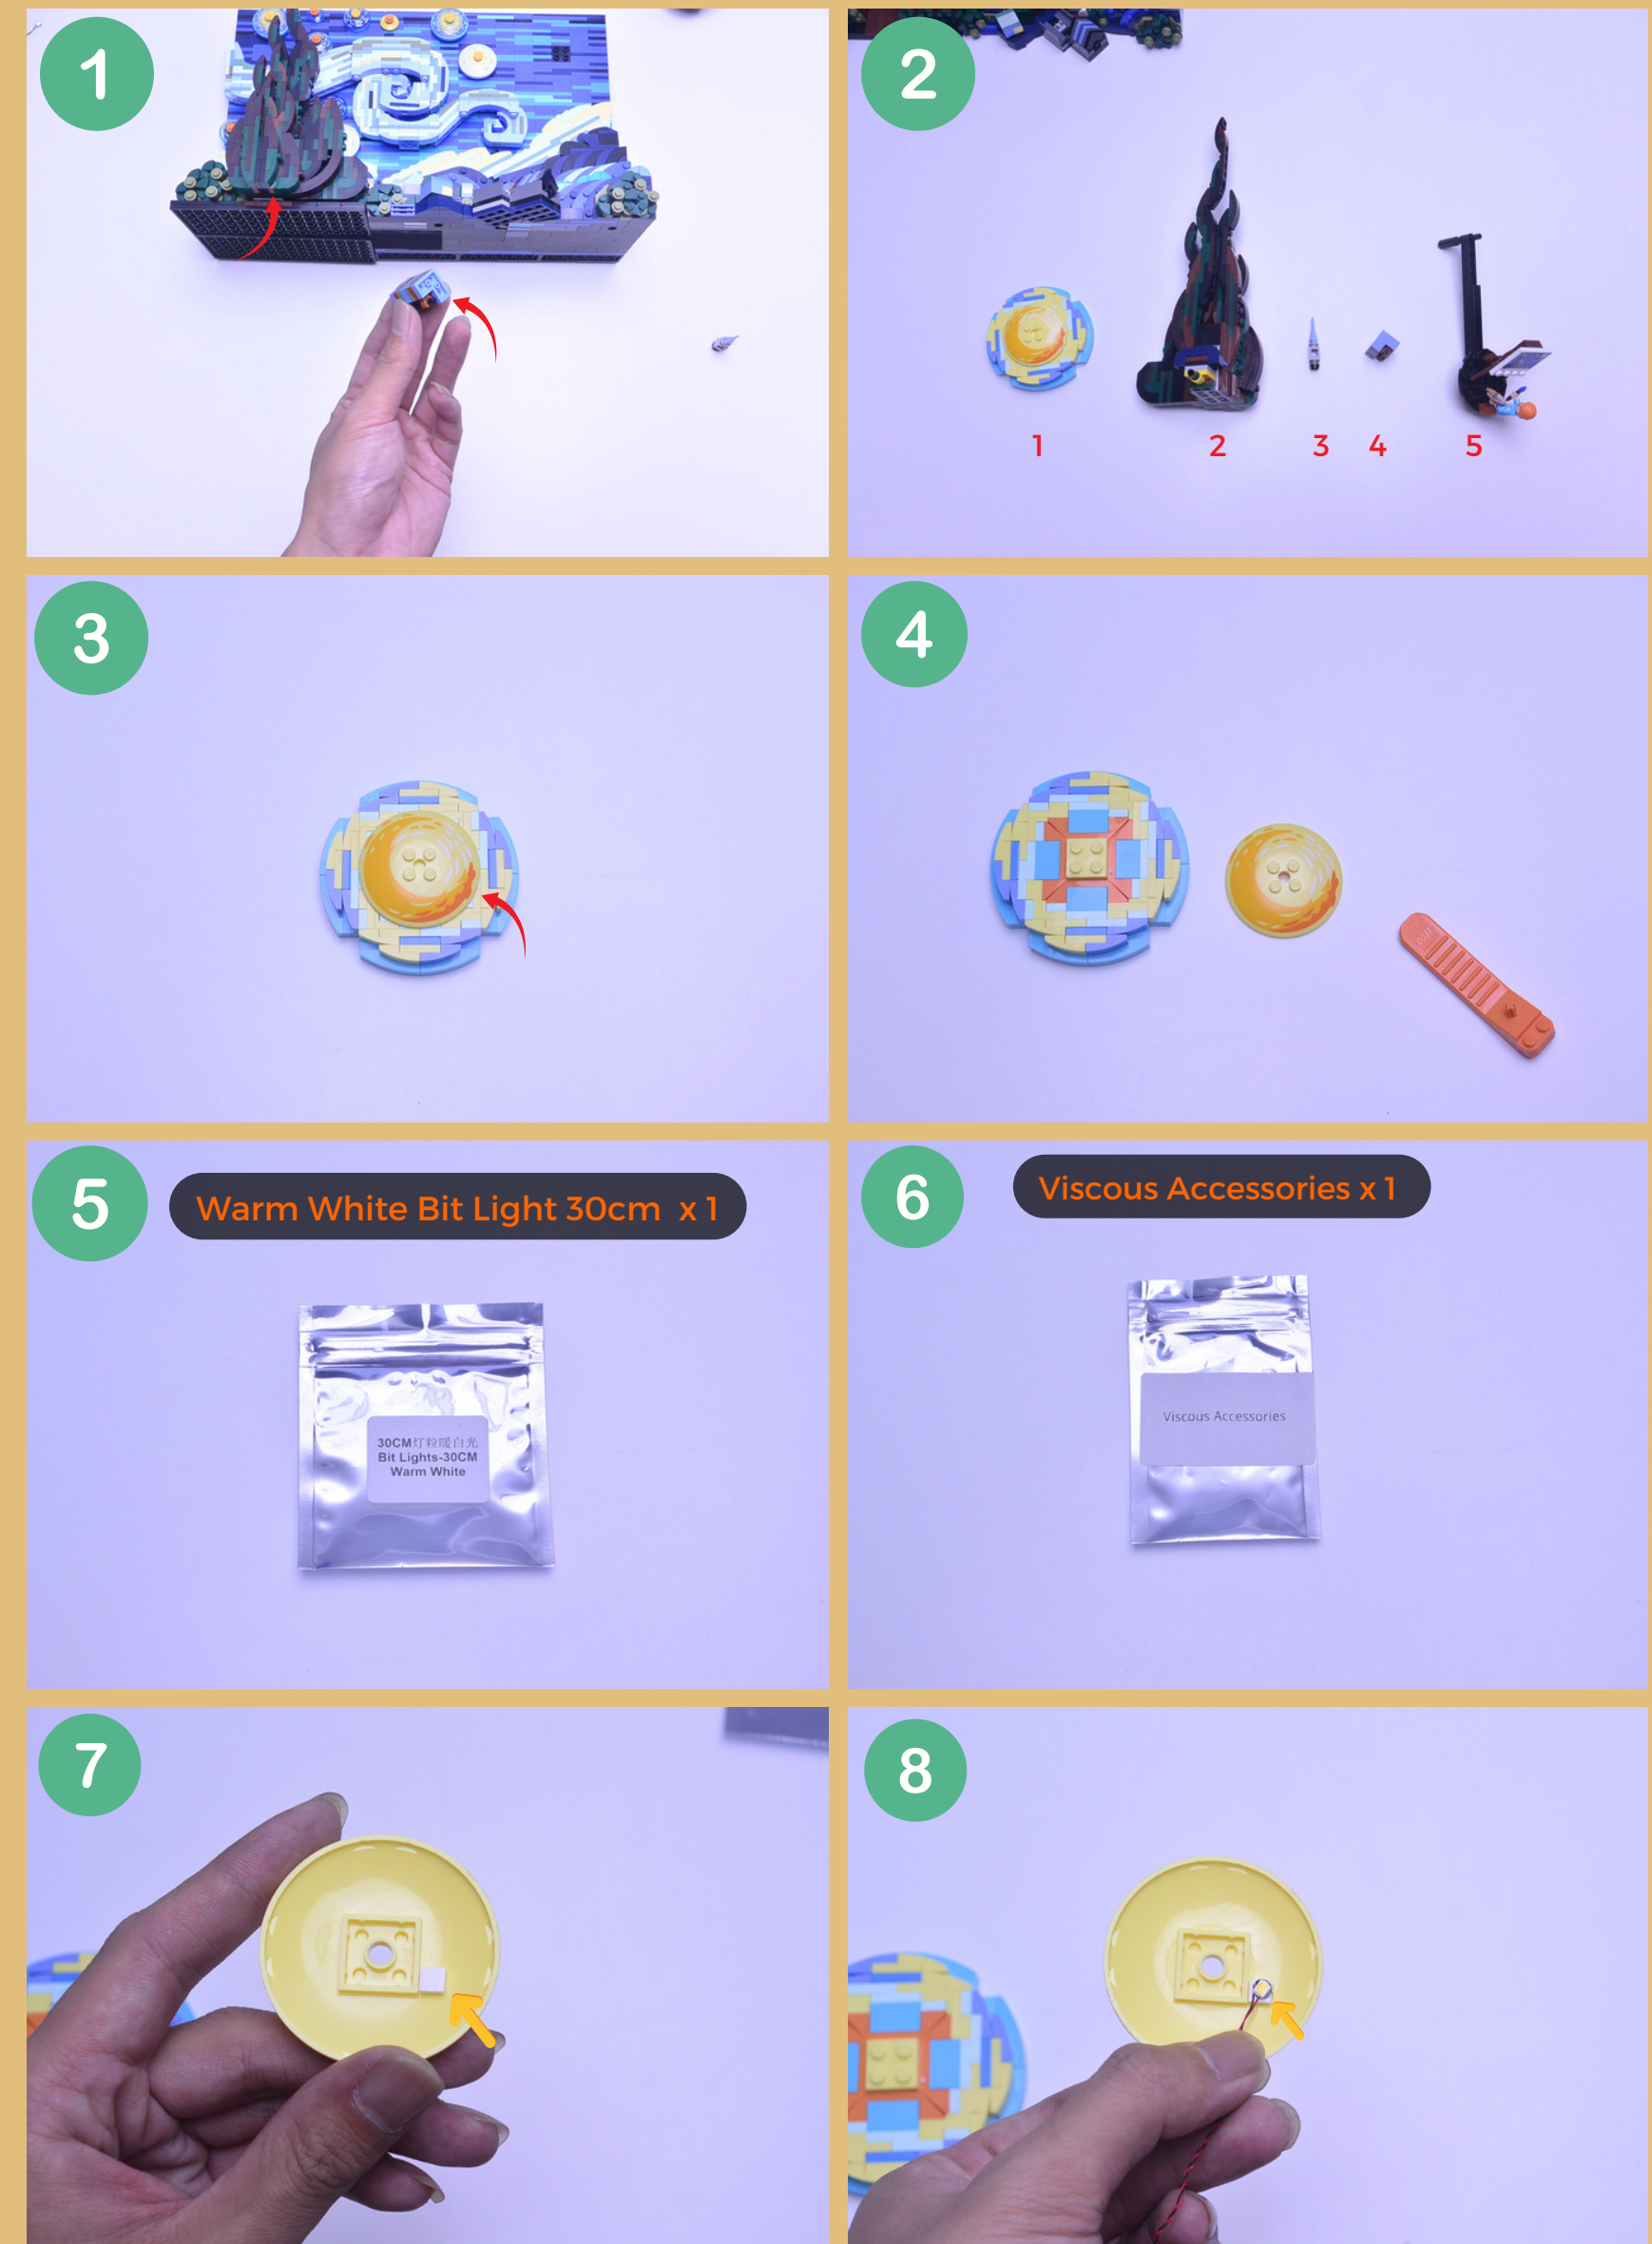 1
2
1
2
3
4
5
3
4
5
Warm White Bit Light 30cm x 1
30CM灯粒暖白光
Bit Lights-30CM
Warm White
6
Viscous Accessories x 1
Viscous Accessories
7
8